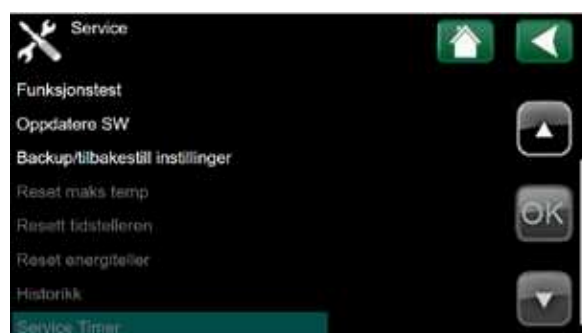 Service
Funksjonstest
Oppdatere SW
Backup/tilbakestill instillinger
Reset maks temp
Resett tidstelleren
Reset energiteller
Historikk
Service Timer
OK